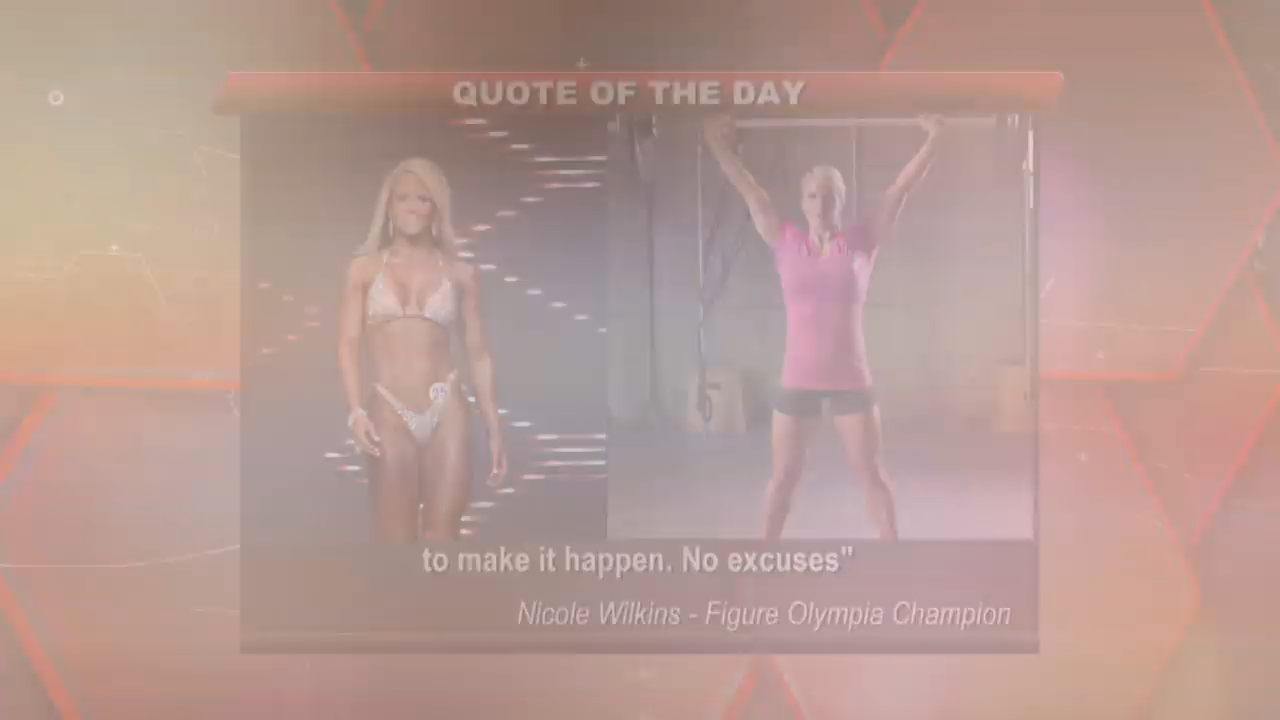 QUOTE OF THE DAY
to make it happen. No excuses"
Nicole Wilkins - Figure Olympia Champion